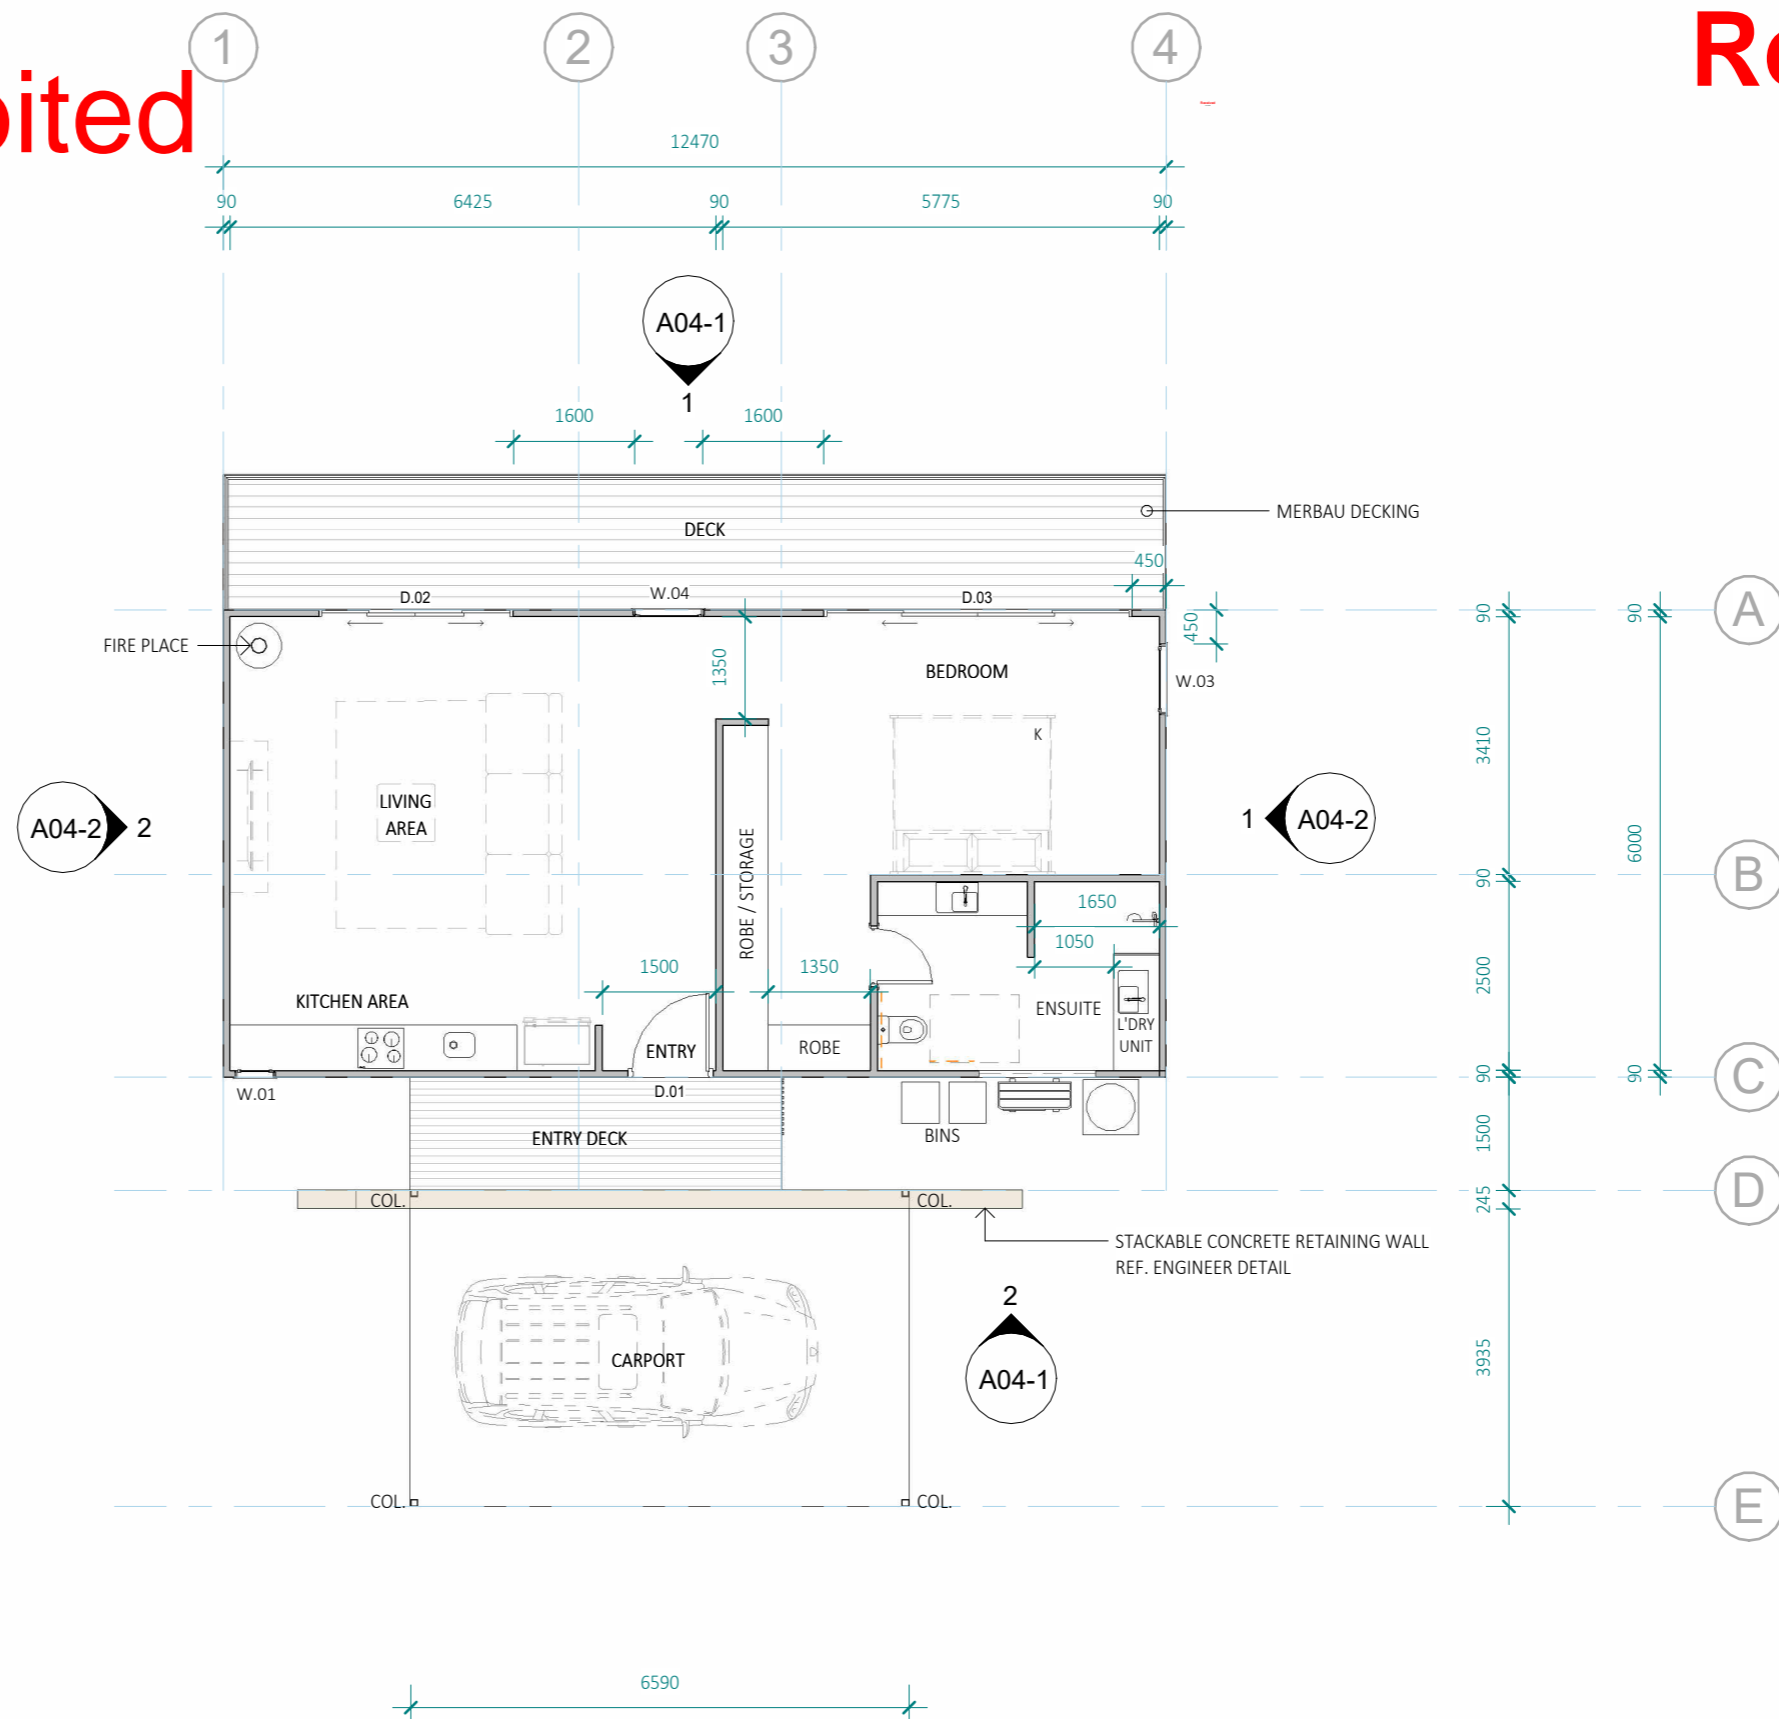 1
2
3
4
bited
Re
12470
90
6425
90
5775
90
A04-1
1
1600
1600
DECK
MERBAU DECKING
450
D.02
W.04
D.03
A
90
90
450
FIRE PLACE
1350
BEDROOM
W.03
K
3410
LIVING
AREA
A04-2
2
1
A04-2
6000
ROBE / STORAGE
B
90
1650
1050
1500
1350
2500
KITCHEN AREA
ENSUITE
L'DRY
UNIT
ENTRY
ROBE
90
90
C
W.01
D.01
ENTRY DECK
BINS
1500
D
COL.
COL.
245
STACKABLE CONCRETE RETAINING WALL
REF. ENGINEER DETAIL
2
A04-1
CARPORT
3935
COL.
COL.
E
6590